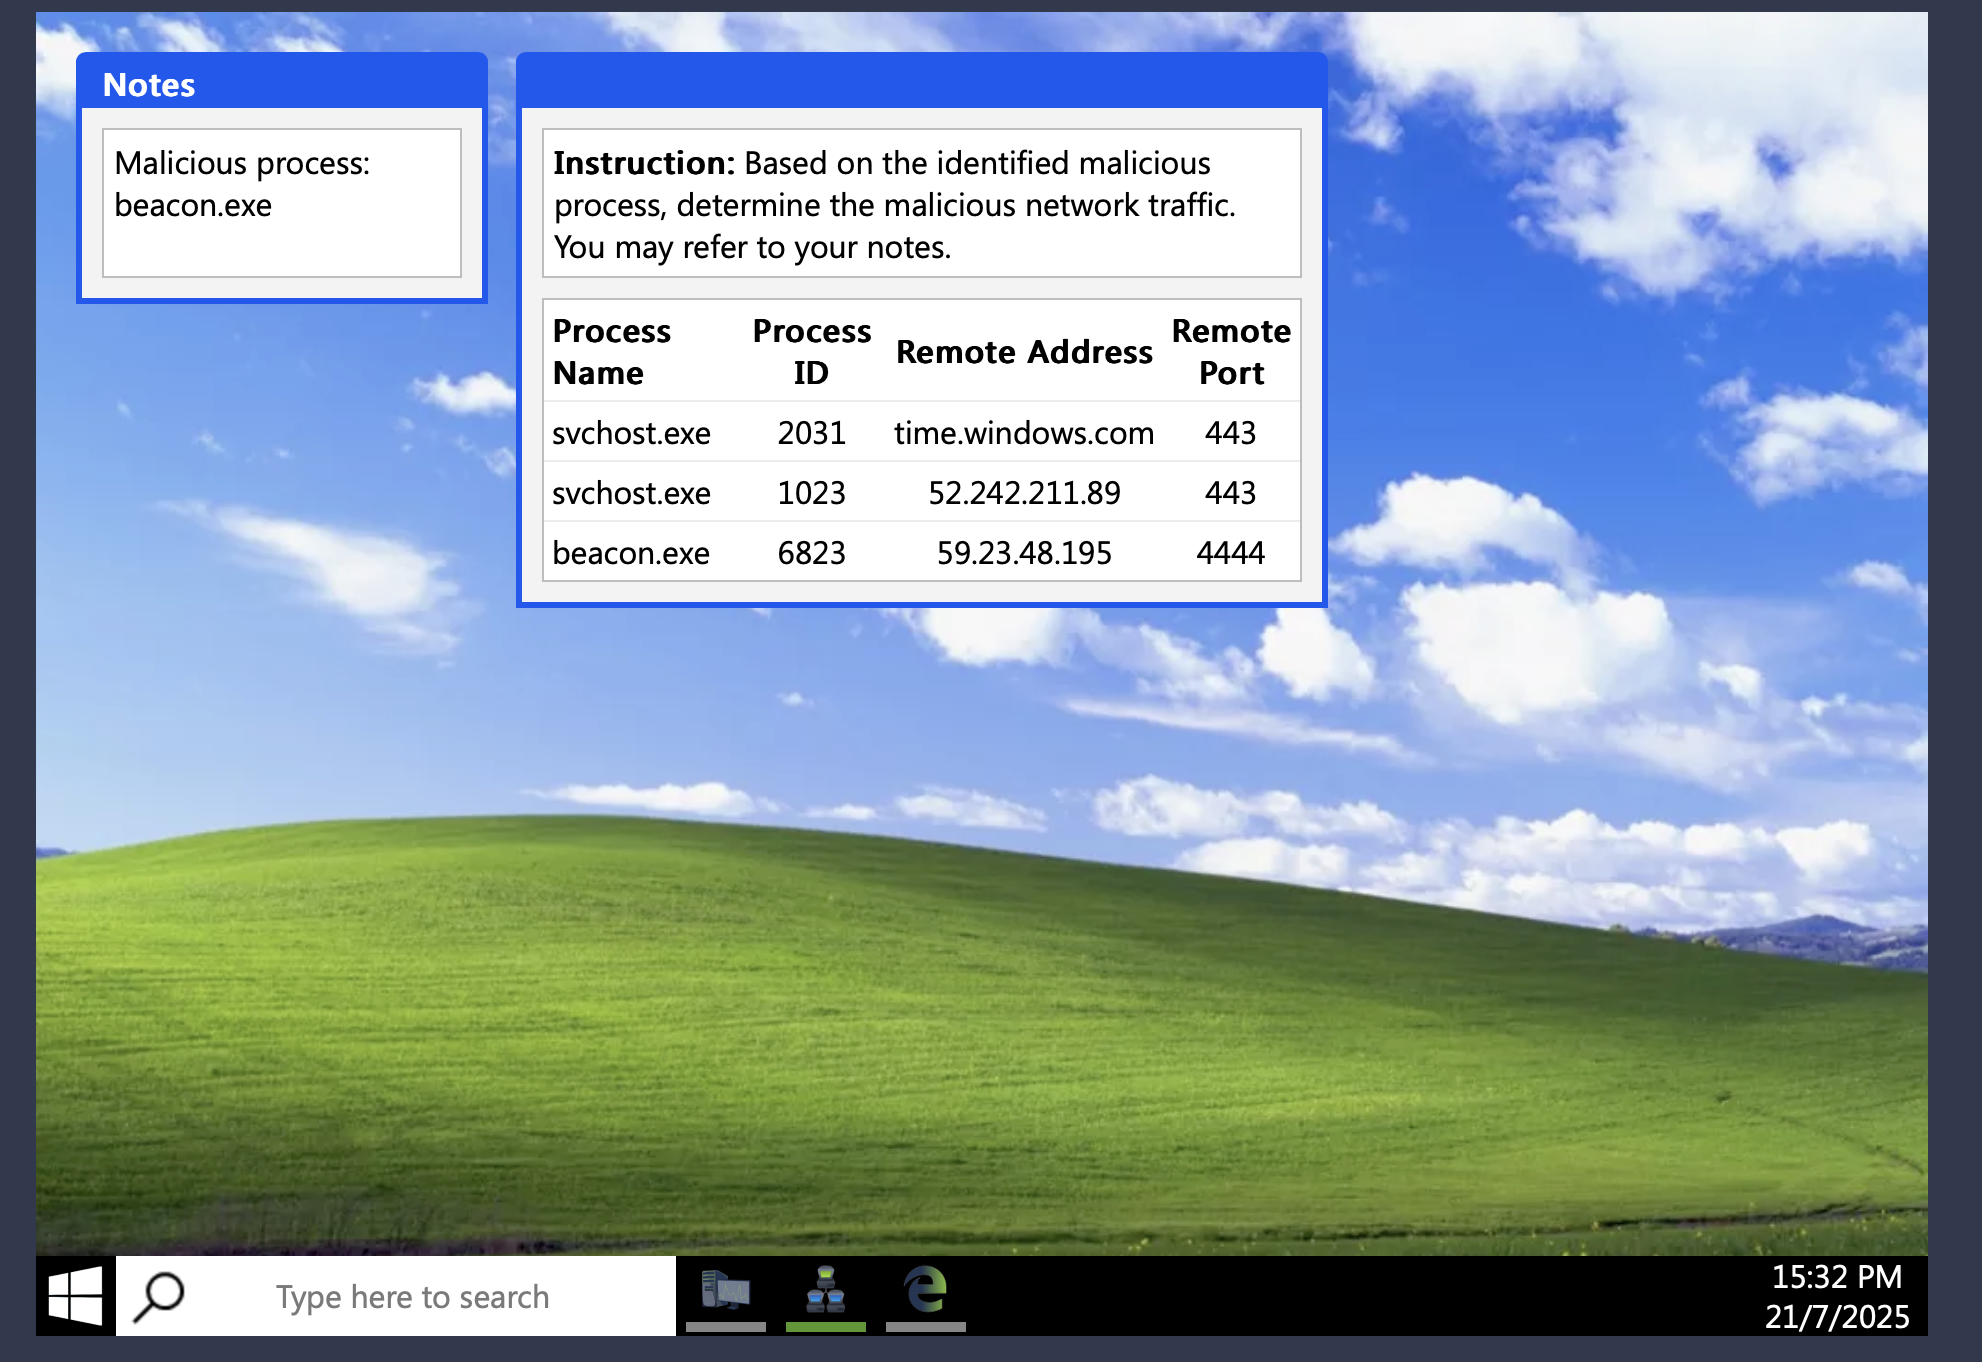 Notes
Malicious process:
beacon.exe
Instruction: Based on the identified malicious
process, determine the malicious network traffic.
You may refer to your notes.
Process Name Process ID Remote Address Remote Port
svchost.exe 2031 time.windows.com 443
svchost.exe 1023 52.242.211.89 443
beacon.exe 6823 59.23.48.195 4444
Type here to search
15:32 PM
21/7/2025